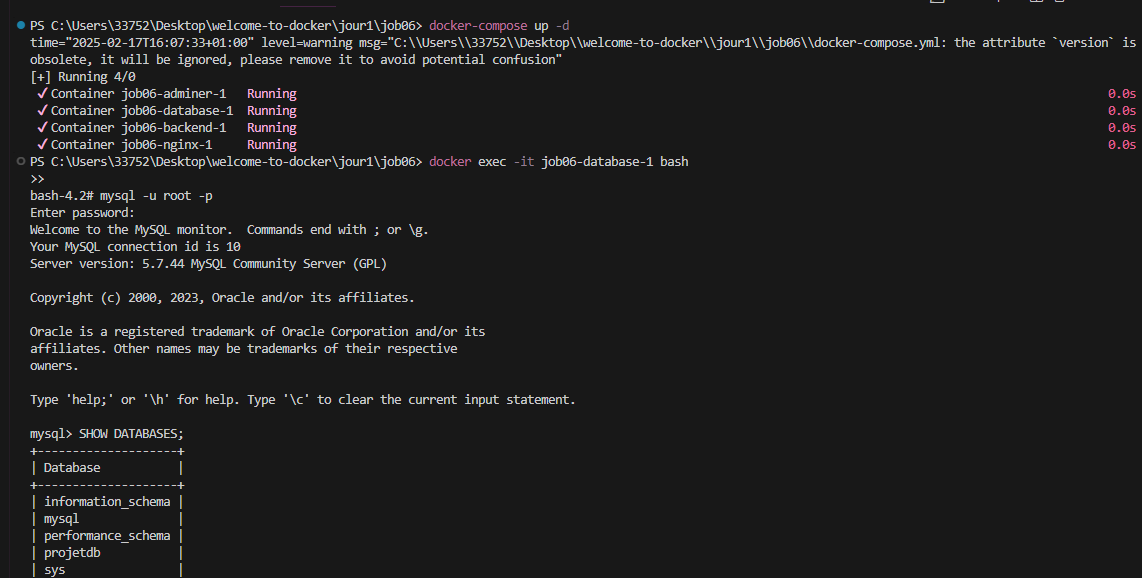 PS C:\Users\33752\Desktop\welcome-to-docker\jour1\job06> docker-compose up -d
time="2025-02-17T16:07:33+01:00" level=warning msg="C:\\Users\\33752\\Desktop\\welcome-to-docker\\jour1\\job06\\docker-compose.yml: the attribute `version` is
obsolete, it will be ignored, please remove it to avoid potential confusion"
[+] Running 4/0
✓ Container job06-adminer-1 Running 0.0s
✓ Container job06-database-1 Running 0.0s
✓ Container job06-backend-1 Running 0.0s
✓ Container job06-nginx-1 Running 0.0s
PS C:\Users\33752\Desktop\welcome-to-docker\jour1\job06> docker exec -it job06-database-1 bash
>>
bash-4.2# mysql -u root -p
Enter password:
Welcome to the MySQL monitor.  Commands end with ; or \g.
Your MySQL connection id is 10
Server version: 5.7.44 MySQL Community Server (GPL)

Copyright (c) 2000, 2023, Oracle and/or its affiliates.

Oracle is a registered trademark of Oracle Corporation and/or its
affiliates. Other names may be trademarks of their respective
owners.

Type 'help;' or '\h' for help. Type '\c' to clear the current input statement.

mysql> SHOW DATABASES;
+--------------------+
| Database           |
+--------------------+
| information_schema |
| mysql              |
| performance_schema |
| projetdb           |
| sys                |